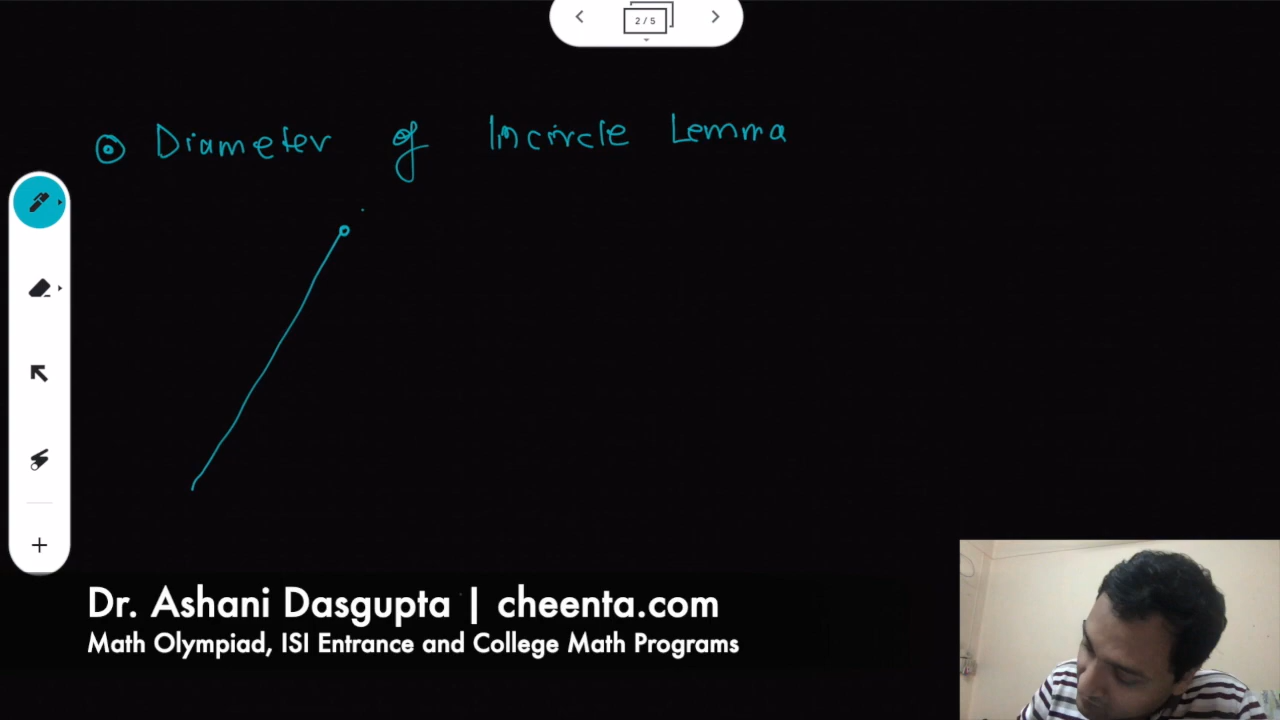 2 / 5
Diameter of Incircle Lemma
Dr. Ashani Dasgupta | cheenta.com
Math Olympiad, ISI Entrance and College Math Programs